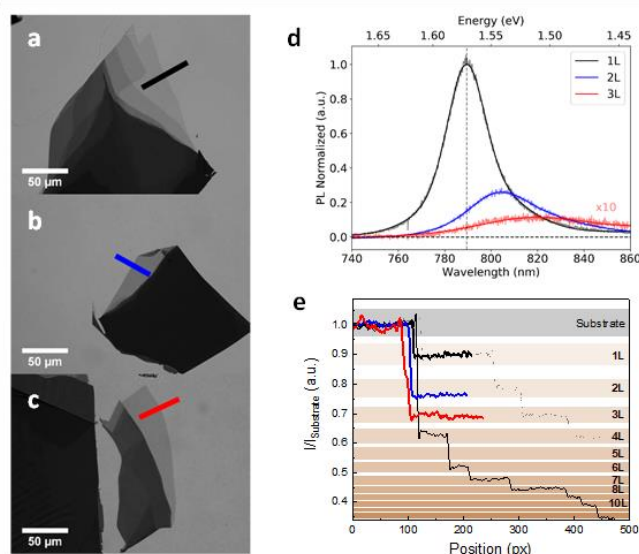 a
50 µm
b
50 µm
c
50 µm
d
Energy (eV)
1.65 1.60 1.55 1.50 1.45
PL Normalized (a.u.)
1.0
0.8
0.6
0.4
0.2
0.0
1L
2L
3L
x10
740 760 780 800 820 840 860
Wavelength (nm)
e
I/I Substrate (a.u.)
1.0
0.9
0.8
0.7
0.6
0.5
0.4
Substrate
1L
2L
3L
4L
5L
6L
7L
8L
10L
0 100 200 300 400 500
Position (px)